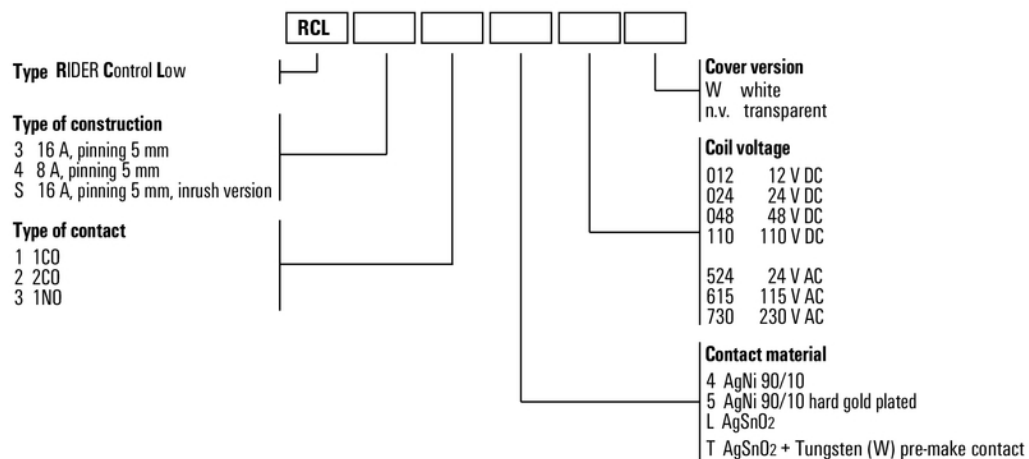 RCL
Type RIDER Control Low
Type of construction
3 16 A, pinning 5 mm
4 8 A, pinning 5 mm
S 16 A, pinning 5 mm, inrush version
Type of contact
1 1CO
2 2CO
3 1NO
Cover version
W white
n.v. transparent
Coil voltage
012 12 V DC
024 24 V DC
048 48 V DC
110 110 V DC
524 24 V AC
615 115 V AC
730 230 V AC
Contact material
4 AgNi 90/10
5 AgNi 90/10 hard gold plated
L AgSnO2
T AgSnO2 + Tungsten (W) pre-make contact